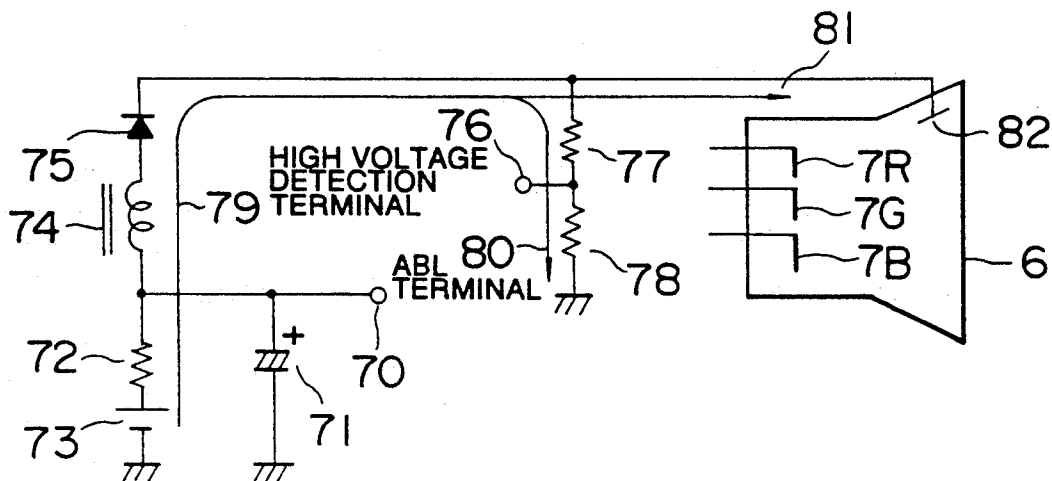 81
82
75
76
77
HIGH VOLTAGE
DETECTION
TERMINAL
7R
7G
7B
74
79
80
78
6
ABL
TERMINAL
70
72
71
+
73